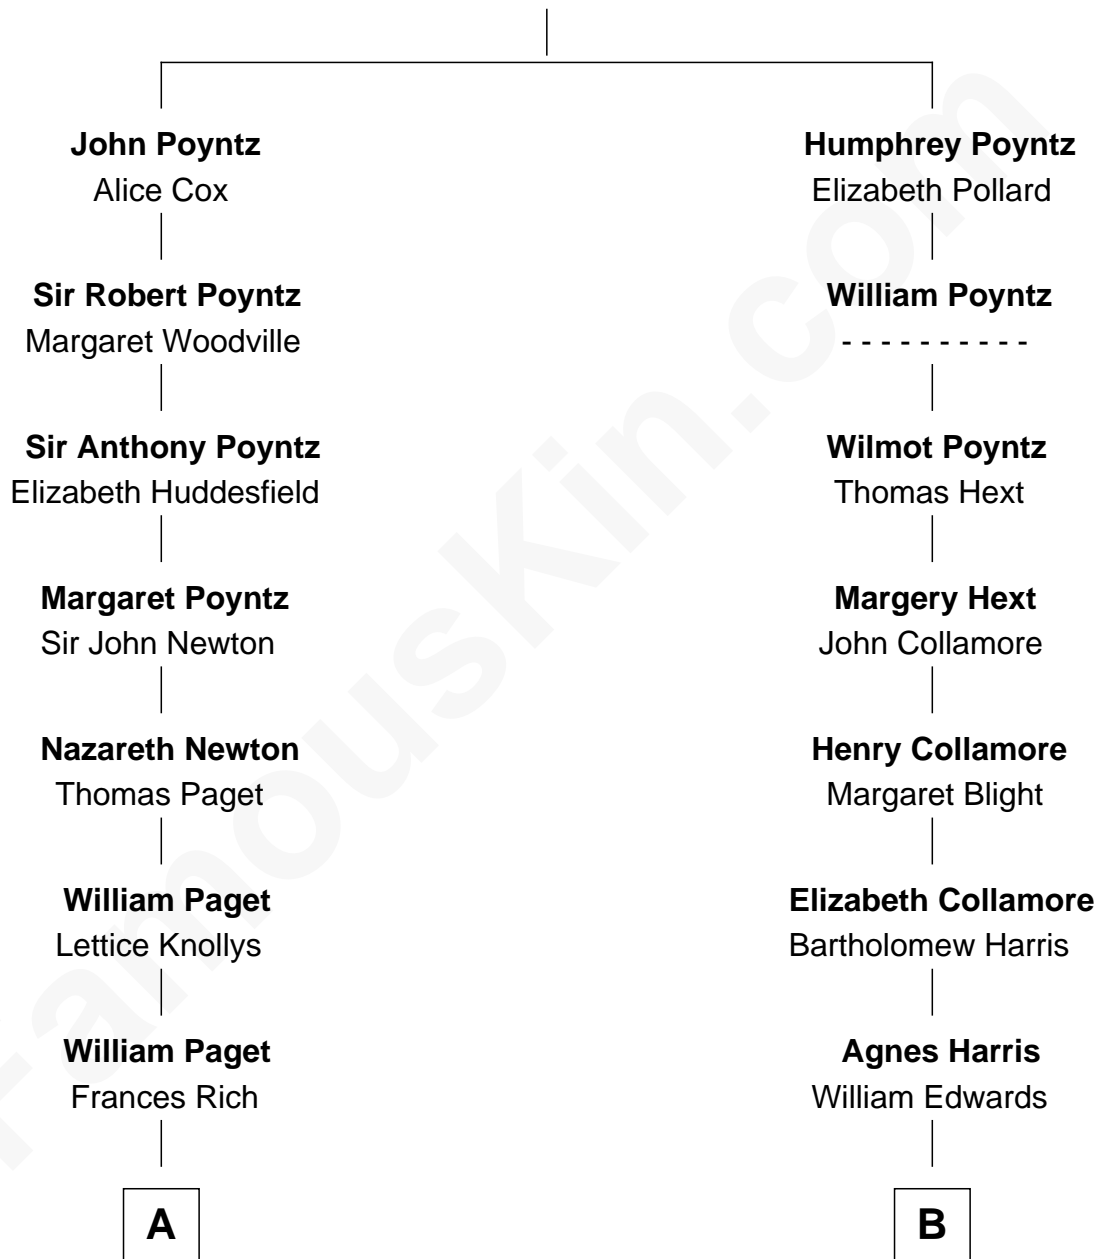 John Poyntz
Alice Cox
Sir Robert Poyntz
Margaret Woodville
Sir Anthony Poyntz
Elizabeth Huddesfield
Margaret Poyntz
Sir John Newton
Nazareth Newton
Thomas Paget
William Paget
Lettice Knollys
William Paget
Frances Rich
A
Humphrey Poyntz
Elizabeth Pollard
William Poyntz
- - - - - - - - - -
Wilmot Poyntz
Thomas Hext
Margery Hext
John Collamore
Henry Collamore
Margaret Blight
Elizabeth Collamore
Bartholomew Harris
Agnes Harris
William Edwards
B
FamousKin.com